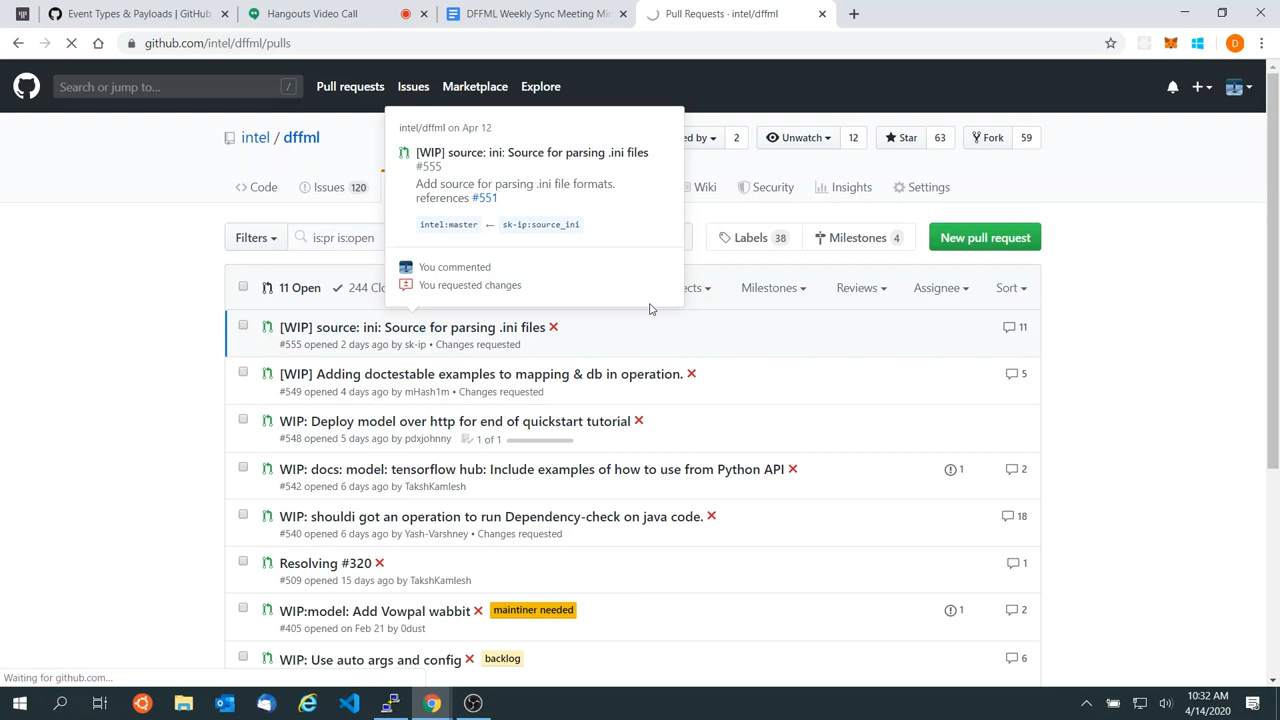 Event Types & Payloads | GitHub
Hangouts Video Call
DFFML Weekly Sync Meeting Min
Pull Requests · intel/dffml
github.com/intel/dffml/pulls
D
Search or jump to...
/
Pull requests
Issues
Marketplace
Explore
intel / dffml
ed by
2
Unwatch
12
Star
63
Fork
59
Code
Issues 120
Wiki
Security
Insights
Settings
intel/dffml on Apr 12
[WIP] source: ini: Source for parsing .ini files
#555
Add source for parsing .ini file formats.
references #551
intel:master ← sk-ip:source_ini
You commented
You requested changes
Filters
is:pr is:open
Labels 38
Milestones 4
New pull request
11 Open
244 Clo
ects
Milestones
Reviews
Assignee
Sort
[WIP] source: ini: Source for parsing .ini files
11
#555 opened 2 days ago by sk-ip • Changes requested
[WIP] Adding doctestable examples to mapping & db in operation.
5
#549 opened 4 days ago by mHash1m • Changes requested
WIP: Deploy model over http for end of quickstart tutorial
#548 opened 5 days ago by pdxjohnny 1 of 1
WIP: docs: model: tensorflow hub: Include examples of how to use from Python API
1
2
#542 opened 6 days ago by TakshKamlesh
WIP: shouldi got an operation to run Dependency-check on java code.
18
#540 opened 6 days ago by Yash-Varshney • Changes requested
Resolving #320
1
#509 opened 15 days ago by TakshKamlesh
WIP:model: Add Vowpal wabbit
maintiner needed
1
2
#405 opened on Feb 21 by 0dust
WIP: Use auto args and config
backlog
6
Waiting for github.com...
10:32 AM
4/14/2020